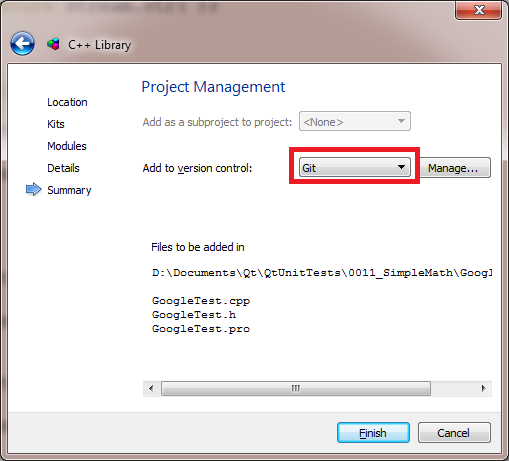 C++ Library
Project Management
Location
Kits
Modules
Details
Summary
Add as a subproject to project: <None>
Add to version control: Git Manage...
Files to be added in
D:\Documents\Qt\QtUnitTests\0011_SimpleMath\Googl
GoogleTest.cpp
GoogleTest.h
GoogleTest.pro
Finish Cancel